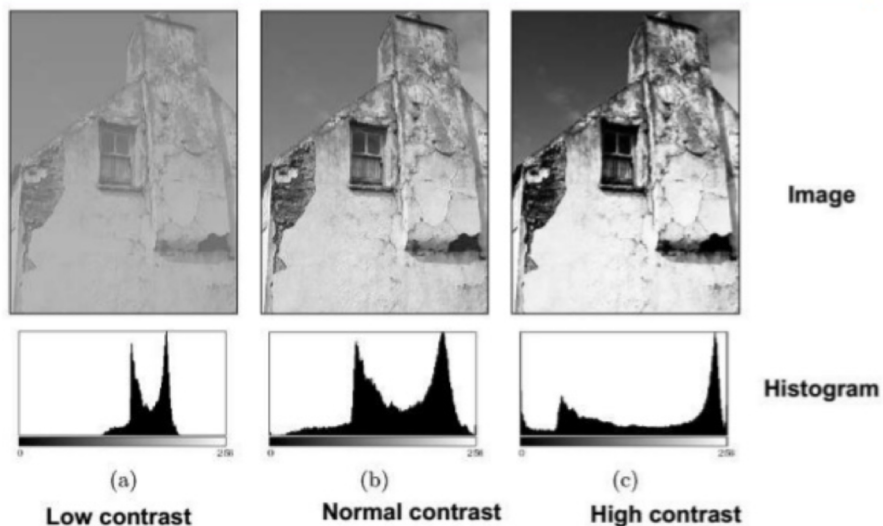 Image
Histogram
0 255
0 255
0 255
(a) (b) (c)
Low contrast Normal contrast High contrast